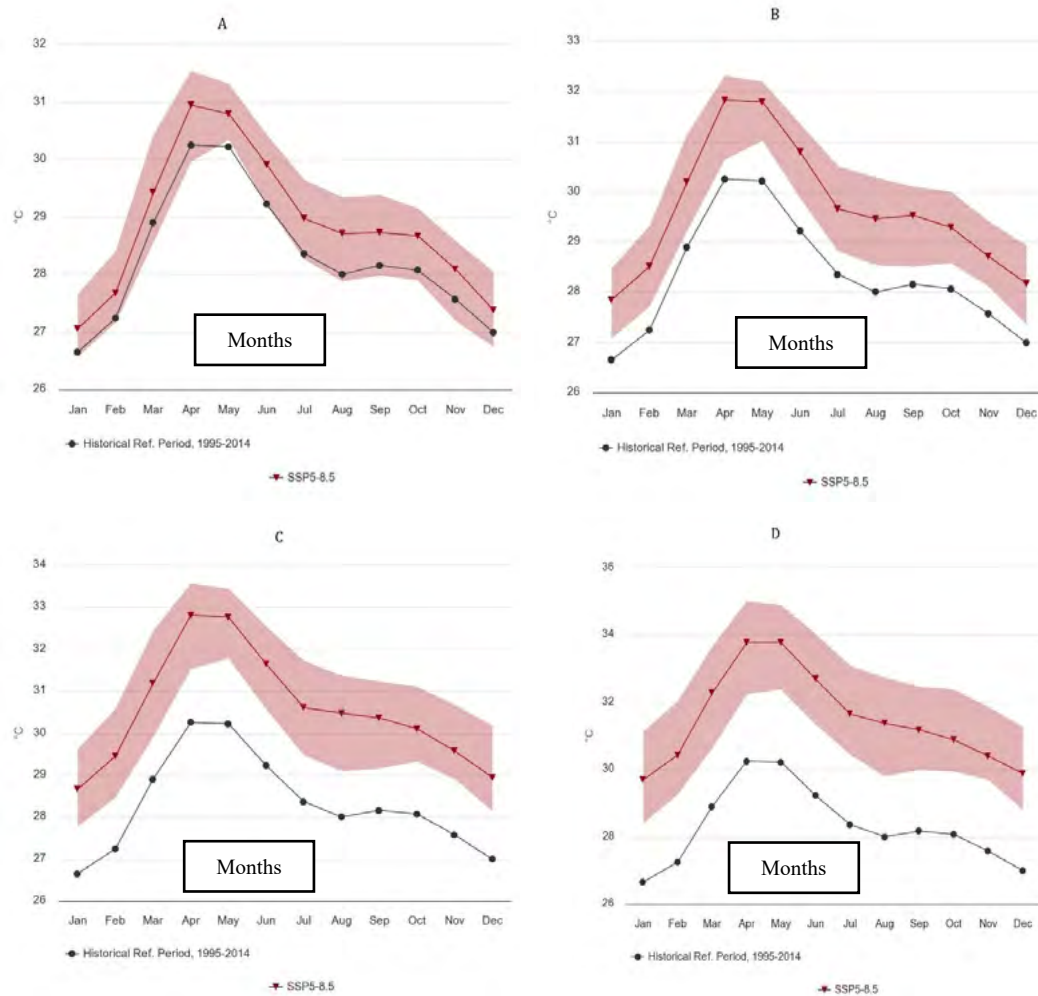 A
32
31
30
29
28
27
26
°C
Months
Jan Feb Mar Apr May Jun Jul Aug Sep Oct Nov Dec
Historical Ref. Period, 1995-2014
SSP5-8.5
B
33
32
31
30
29
28
27
26
°C
Months
Jan Feb Mar Apr May Jun Jul Aug Sep Oct Nov Dec
Historical Ref. Period, 1995-2014
SSP5-8.5
C
34
33
32
31
30
29
28
27
26
°C
Months
Jan Feb Mar Apr May Jun Jul Aug Sep Oct Nov Dec
Historical Ref. Period, 1995-2014
SSP5-8.5
D
36
34
32
30
28
26
°C
Months
Jan Feb Mar Apr May Jun Jul Aug Sep Oct Nov Dec
Historical Ref. Period, 1995-2014
SSP5-8.5